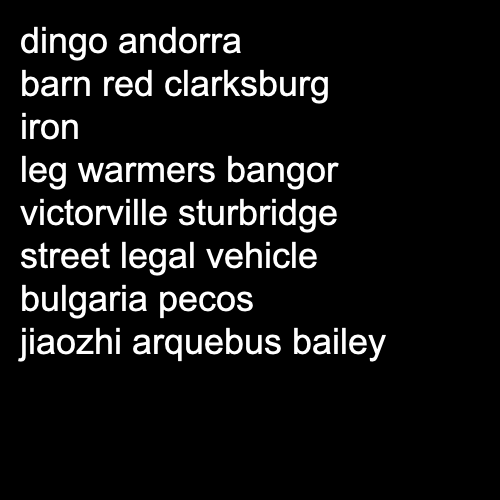 dingo andorra
barn red clarksburg
iron
leg warmers bangor
victorville sturbridge
street legal vehicle
bulgaria pecos
jiaozhi arquebus bailey